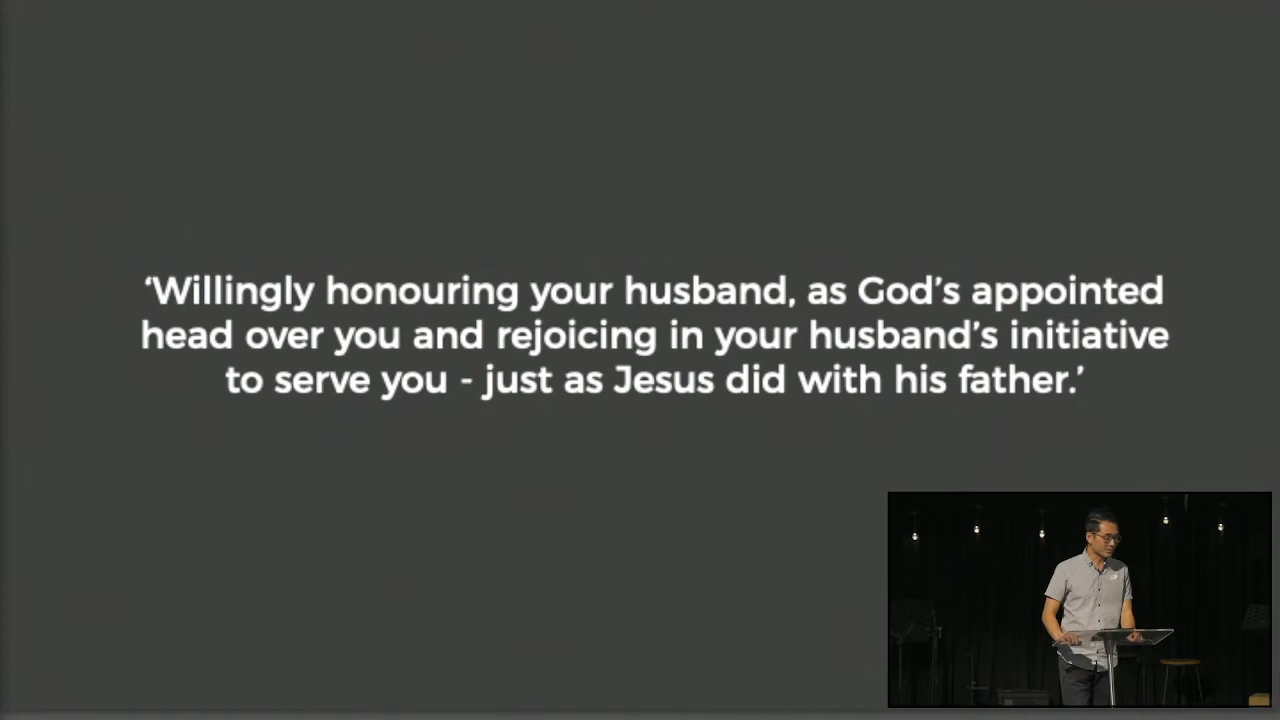 ‘Willingly honouring your husband, as God’s appointed
head over you and rejoicing in your husband’s initiative
to serve you - just as Jesus did with his father.’